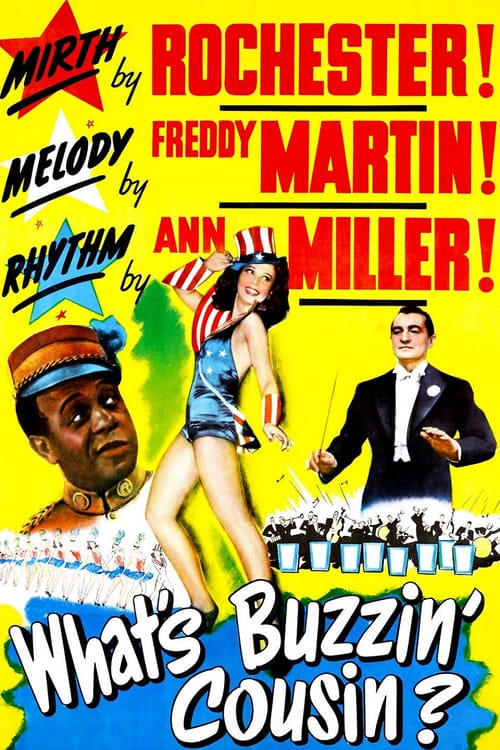 MIRTH by ROCHESTER!
MELODY by FREDDY MARTIN!
RHYTHM by ANN MILLER!
What's Buzzin'
Cousin?